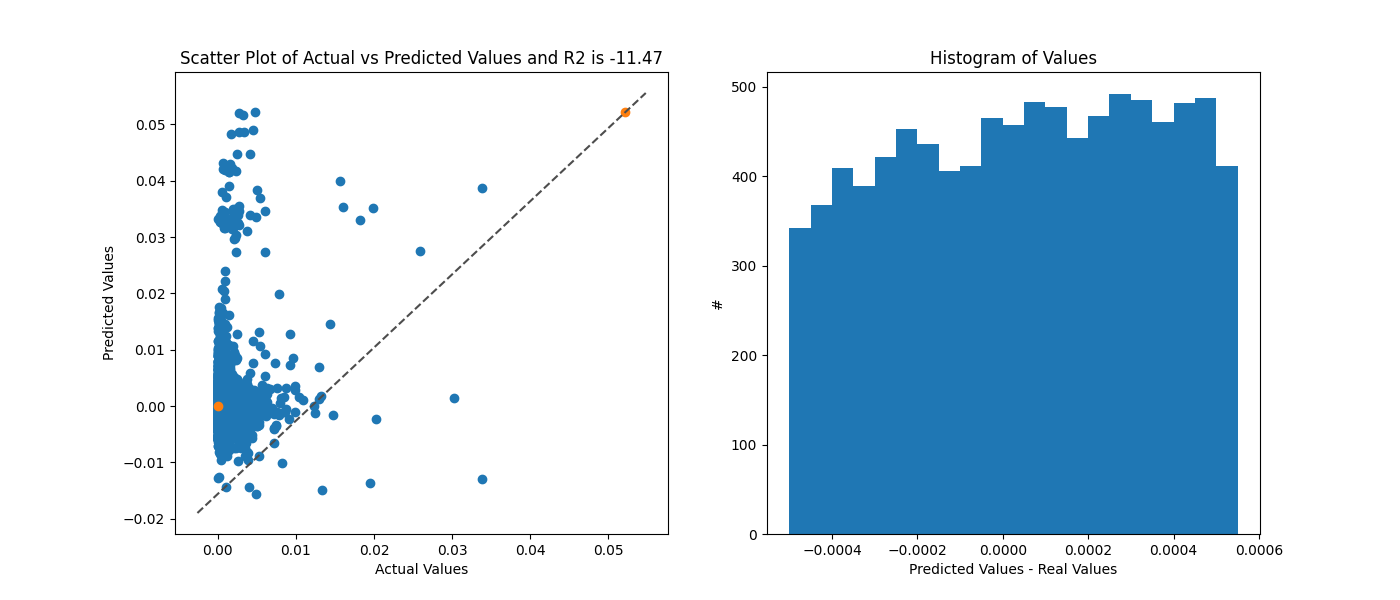 Scatter Plot of Actual vs Predicted Values and R2 is -11.47
0.05
0.04
0.03
0.02
0.01
0.00
−0.01
−0.02
Predicted Values
0.00 0.01 0.02 0.03 0.04 0.05
Actual Values
Histogram of Values
500
400
300
200
100
0
#
−0.0004 −0.0002 0.0000 0.0002 0.0004 0.0006
Predicted Values - Real Values